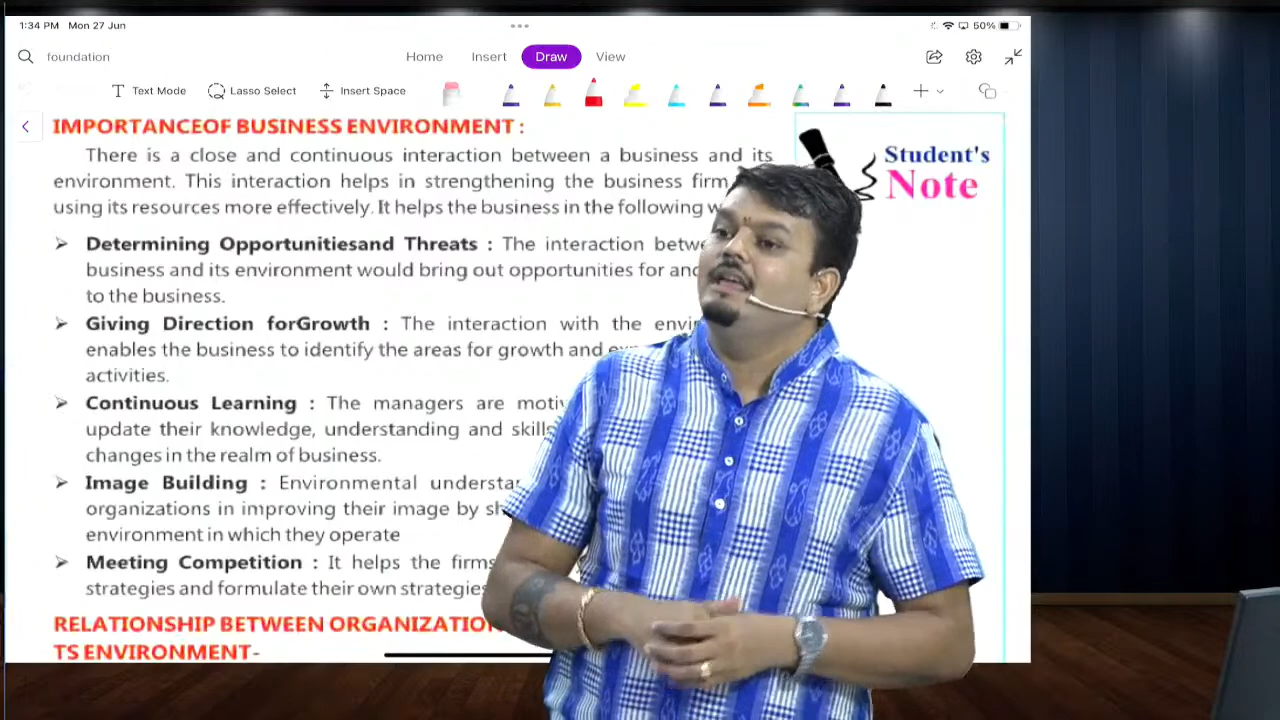 1:34 PM Mon 27 Jun
50%
foundation
Home Insert Draw View
Text Mode Lasso Select Insert Space
IMPORTANCEOF BUSINESS ENVIRONMENT :
There is a close and continuous interaction between a business and its
environment. This interaction helps in strengthening the business firm
using its resources more effectively. It helps the business in the following
Determining Opportunitiesand Threats : The interaction
business and its environment would bring out opportunities for
to the business.
Giving Direction forGrowth : The interaction with the
enables the business to identify the areas for growth and
activities.
Continuous Learning : The managers are
update their knowledge, understanding and skills
changes in the realm of business.
Image Building : Environmental
organizations in improving their image by
environment in which they operate
Meeting Competition : It helps the firms
strategies and formulate their own strategies
RELATIONSHIP BETWEEN
TS ENVIRONMENT-
Student's
Note